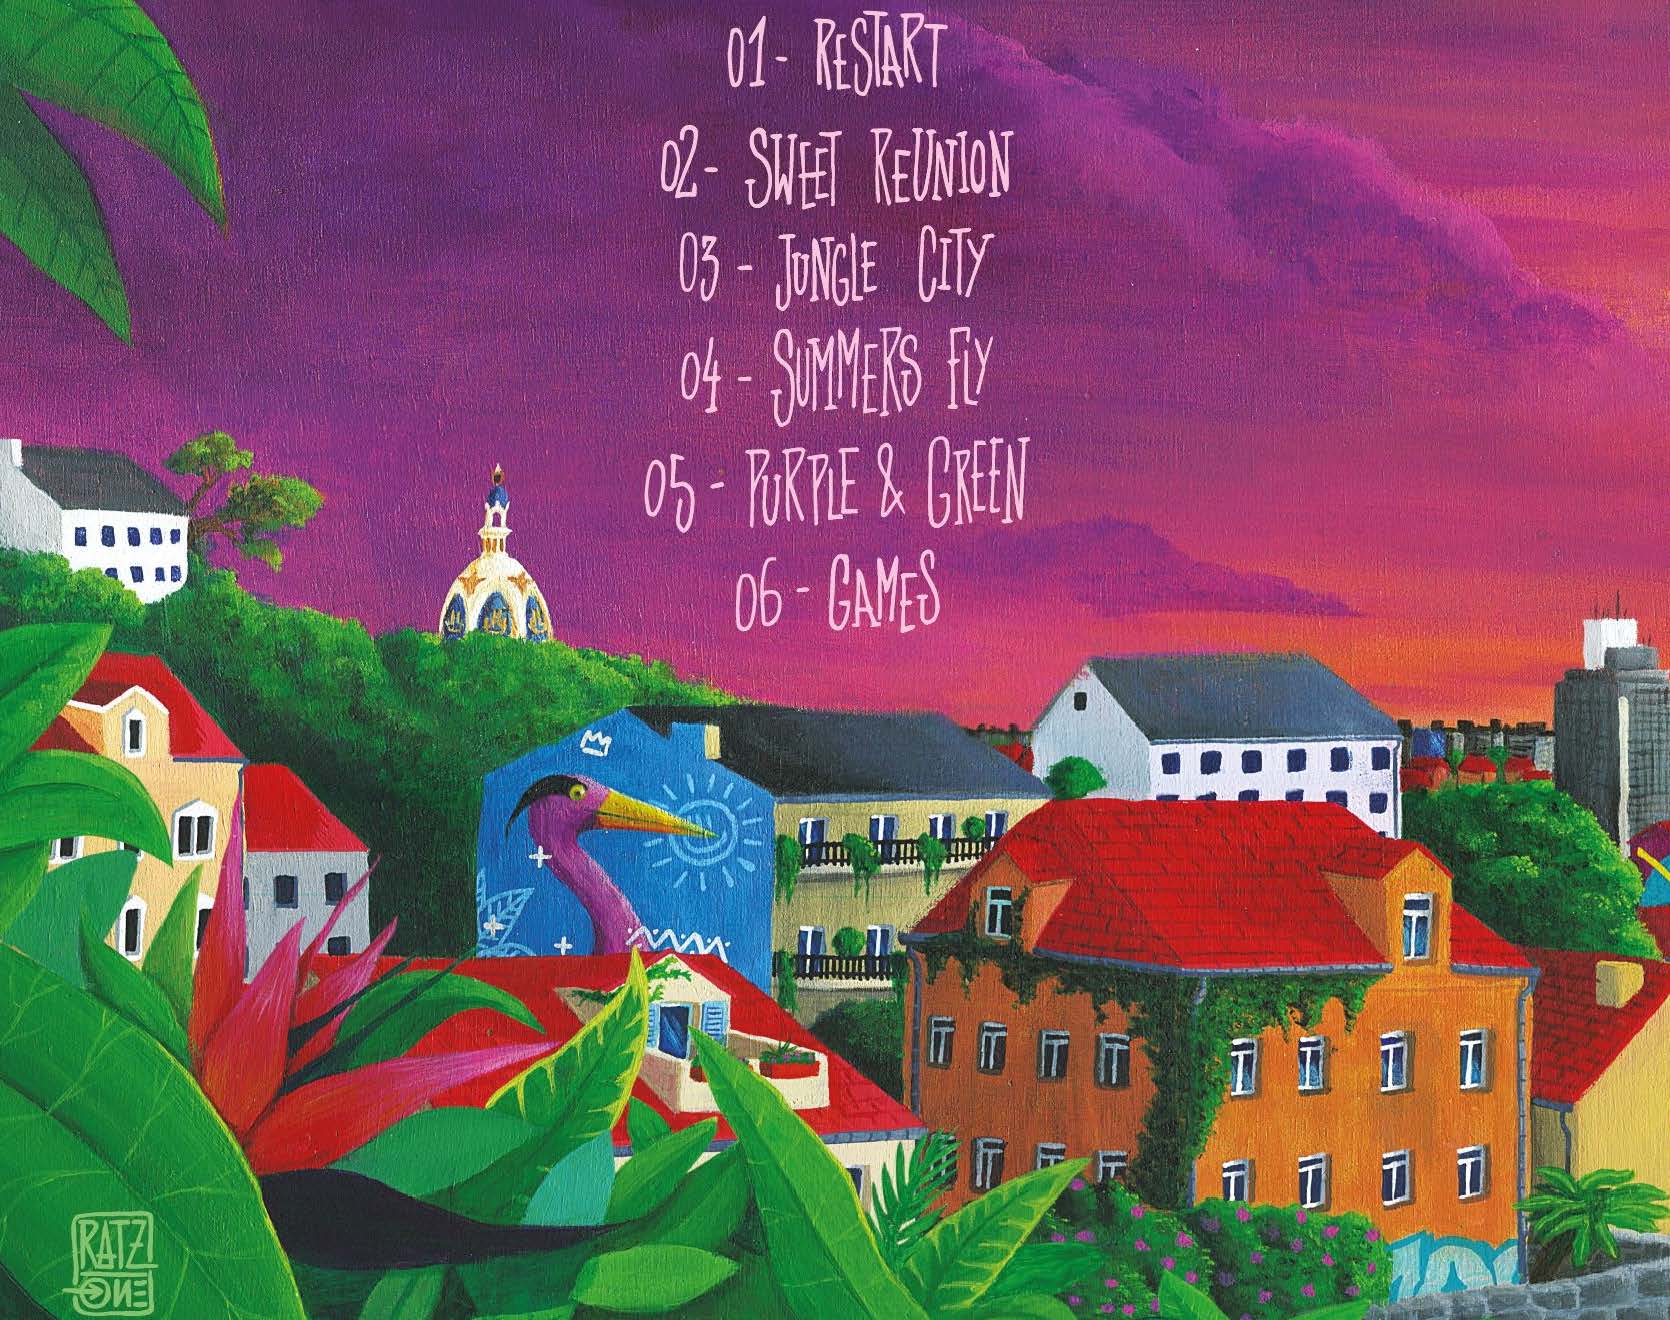 01- RESTART
02- SWEET REUNION
03 - JUNGLE CITY
04 - SUMMERS FLY
05 - PURPLE & GREEN
06 - GAMES
RATZ
ONE